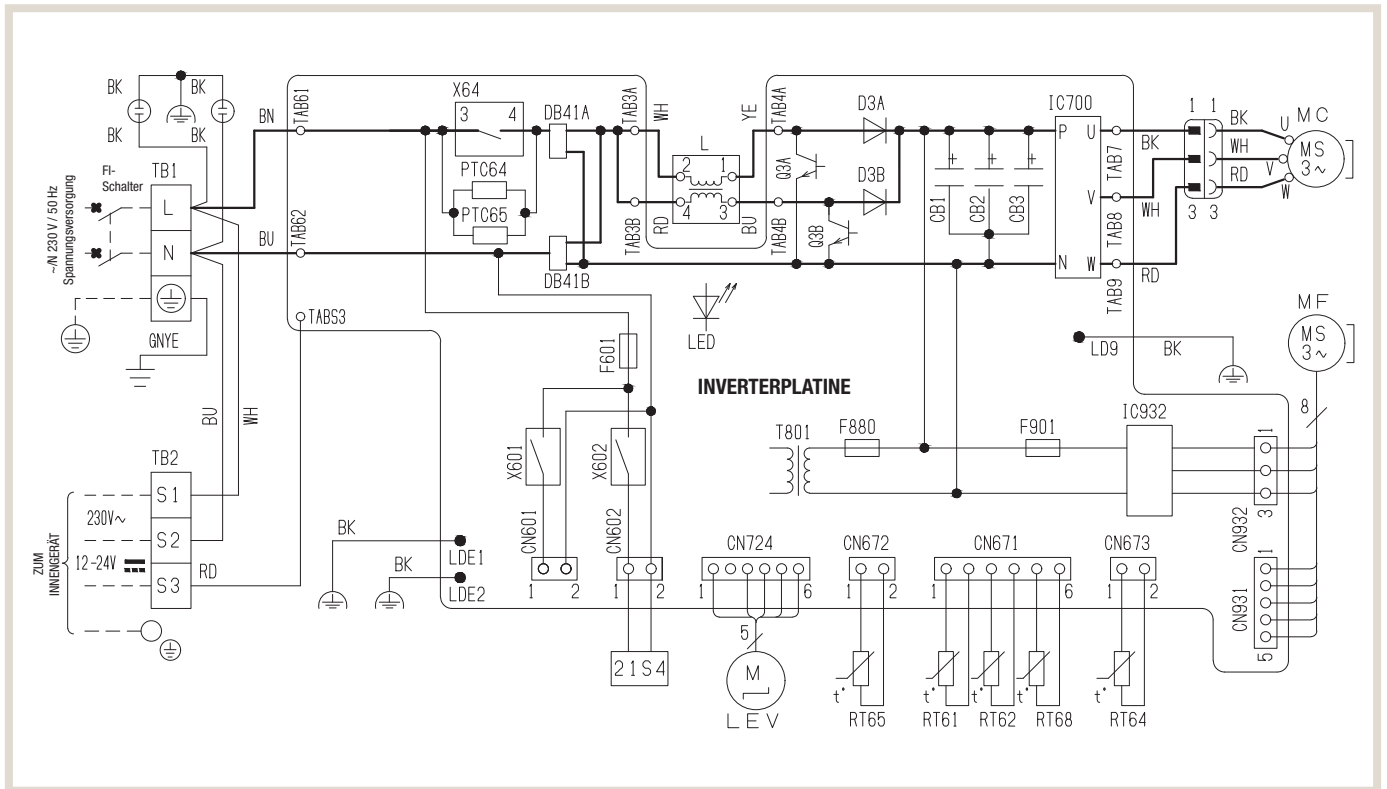 BK
BK
BK
BK
BN
TAB61
X64
3 4
DB41A
TAB3A
WH
YE
TAB4A
D3A
IC700
P
U
BK
TAB7
1 1
BK
U
MC
WH
V
MS
3~
RD
W
3 3
~/N 230 V / 50 Hz
Spannungsversorgung
FI-
Schalter
TB1
L
N
PTC64
PTC65
L
2 1
4 3
Q3A
D3B
CB1
CB2
CB3
+
+
+
V
WH
TAB8
BU
TAB62
DB41B
TAB3B
RD
BU
TAB4B
Q3B
N
W
RD
TAB9
GNYE
TABS3
F601
LED
INVERTERPLATINE
LD9
BK
MF
MS
3~
8
BU
WH
X601
X602
T801
F880
F901
IC932
1
3
CN932
TB2
S1
S2
S3
230V~
12-24V
ZUM
INNENGERÄT
RD
BK
BK
LDE1
LDE2
CN601
1 2
CN602
1 2
CN724
1 6
CN672
1 2
CN671
1 6
CN673
1 2
CN931
1
5
21S4
5
M
LEV
t°
RT65
t°
RT61
t°
RT62
t°
RT68
t°
RT64